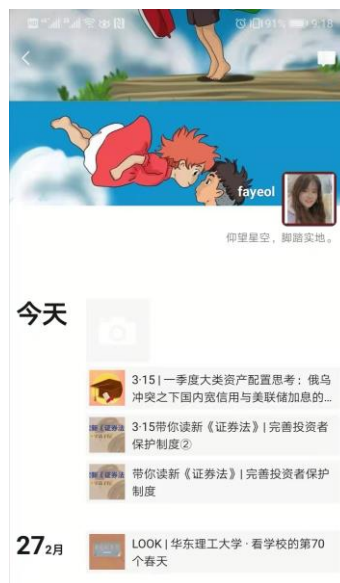 91% 9:18
fayeol
仰望星空，脚踏实地。
今天
3·15 | 一季度大类资产配置思考：俄乌
冲突之下国内宽信用与美联储加息的...
3·15带你读新《证券法》| 完善投资者
保护制度②
带你读新《证券法》| 完善投资者保护
制度
27 2月
LOOK | 华东理工大学 · 看学校的第70
个春天